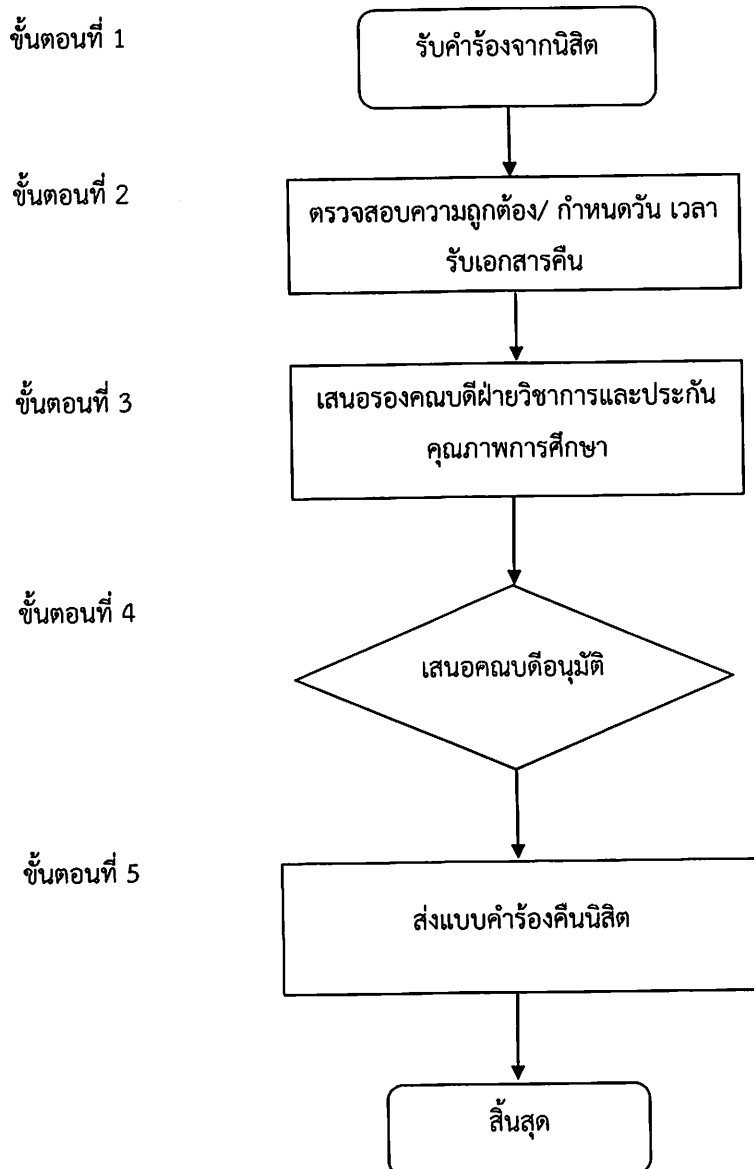 ขั้นตอนที่ 1
รับคำร้องจากนิสิต
ขั้นตอนที่ 2
ตรวจสอบความถูกต้อง/ กำหนดวัน เวลา
รับเอกสารคืน
ขั้นตอนที่ 3
เสนอรองคณบดีฝ่ายวิชาการและประกัน
คุณภาพการศึกษา
ขั้นตอนที่ 4
เสนอคณบดีอนุมัติ
ขั้นตอนที่ 5
ส่งแบบคำร้องคืนนิสิต
สิ้นสุด